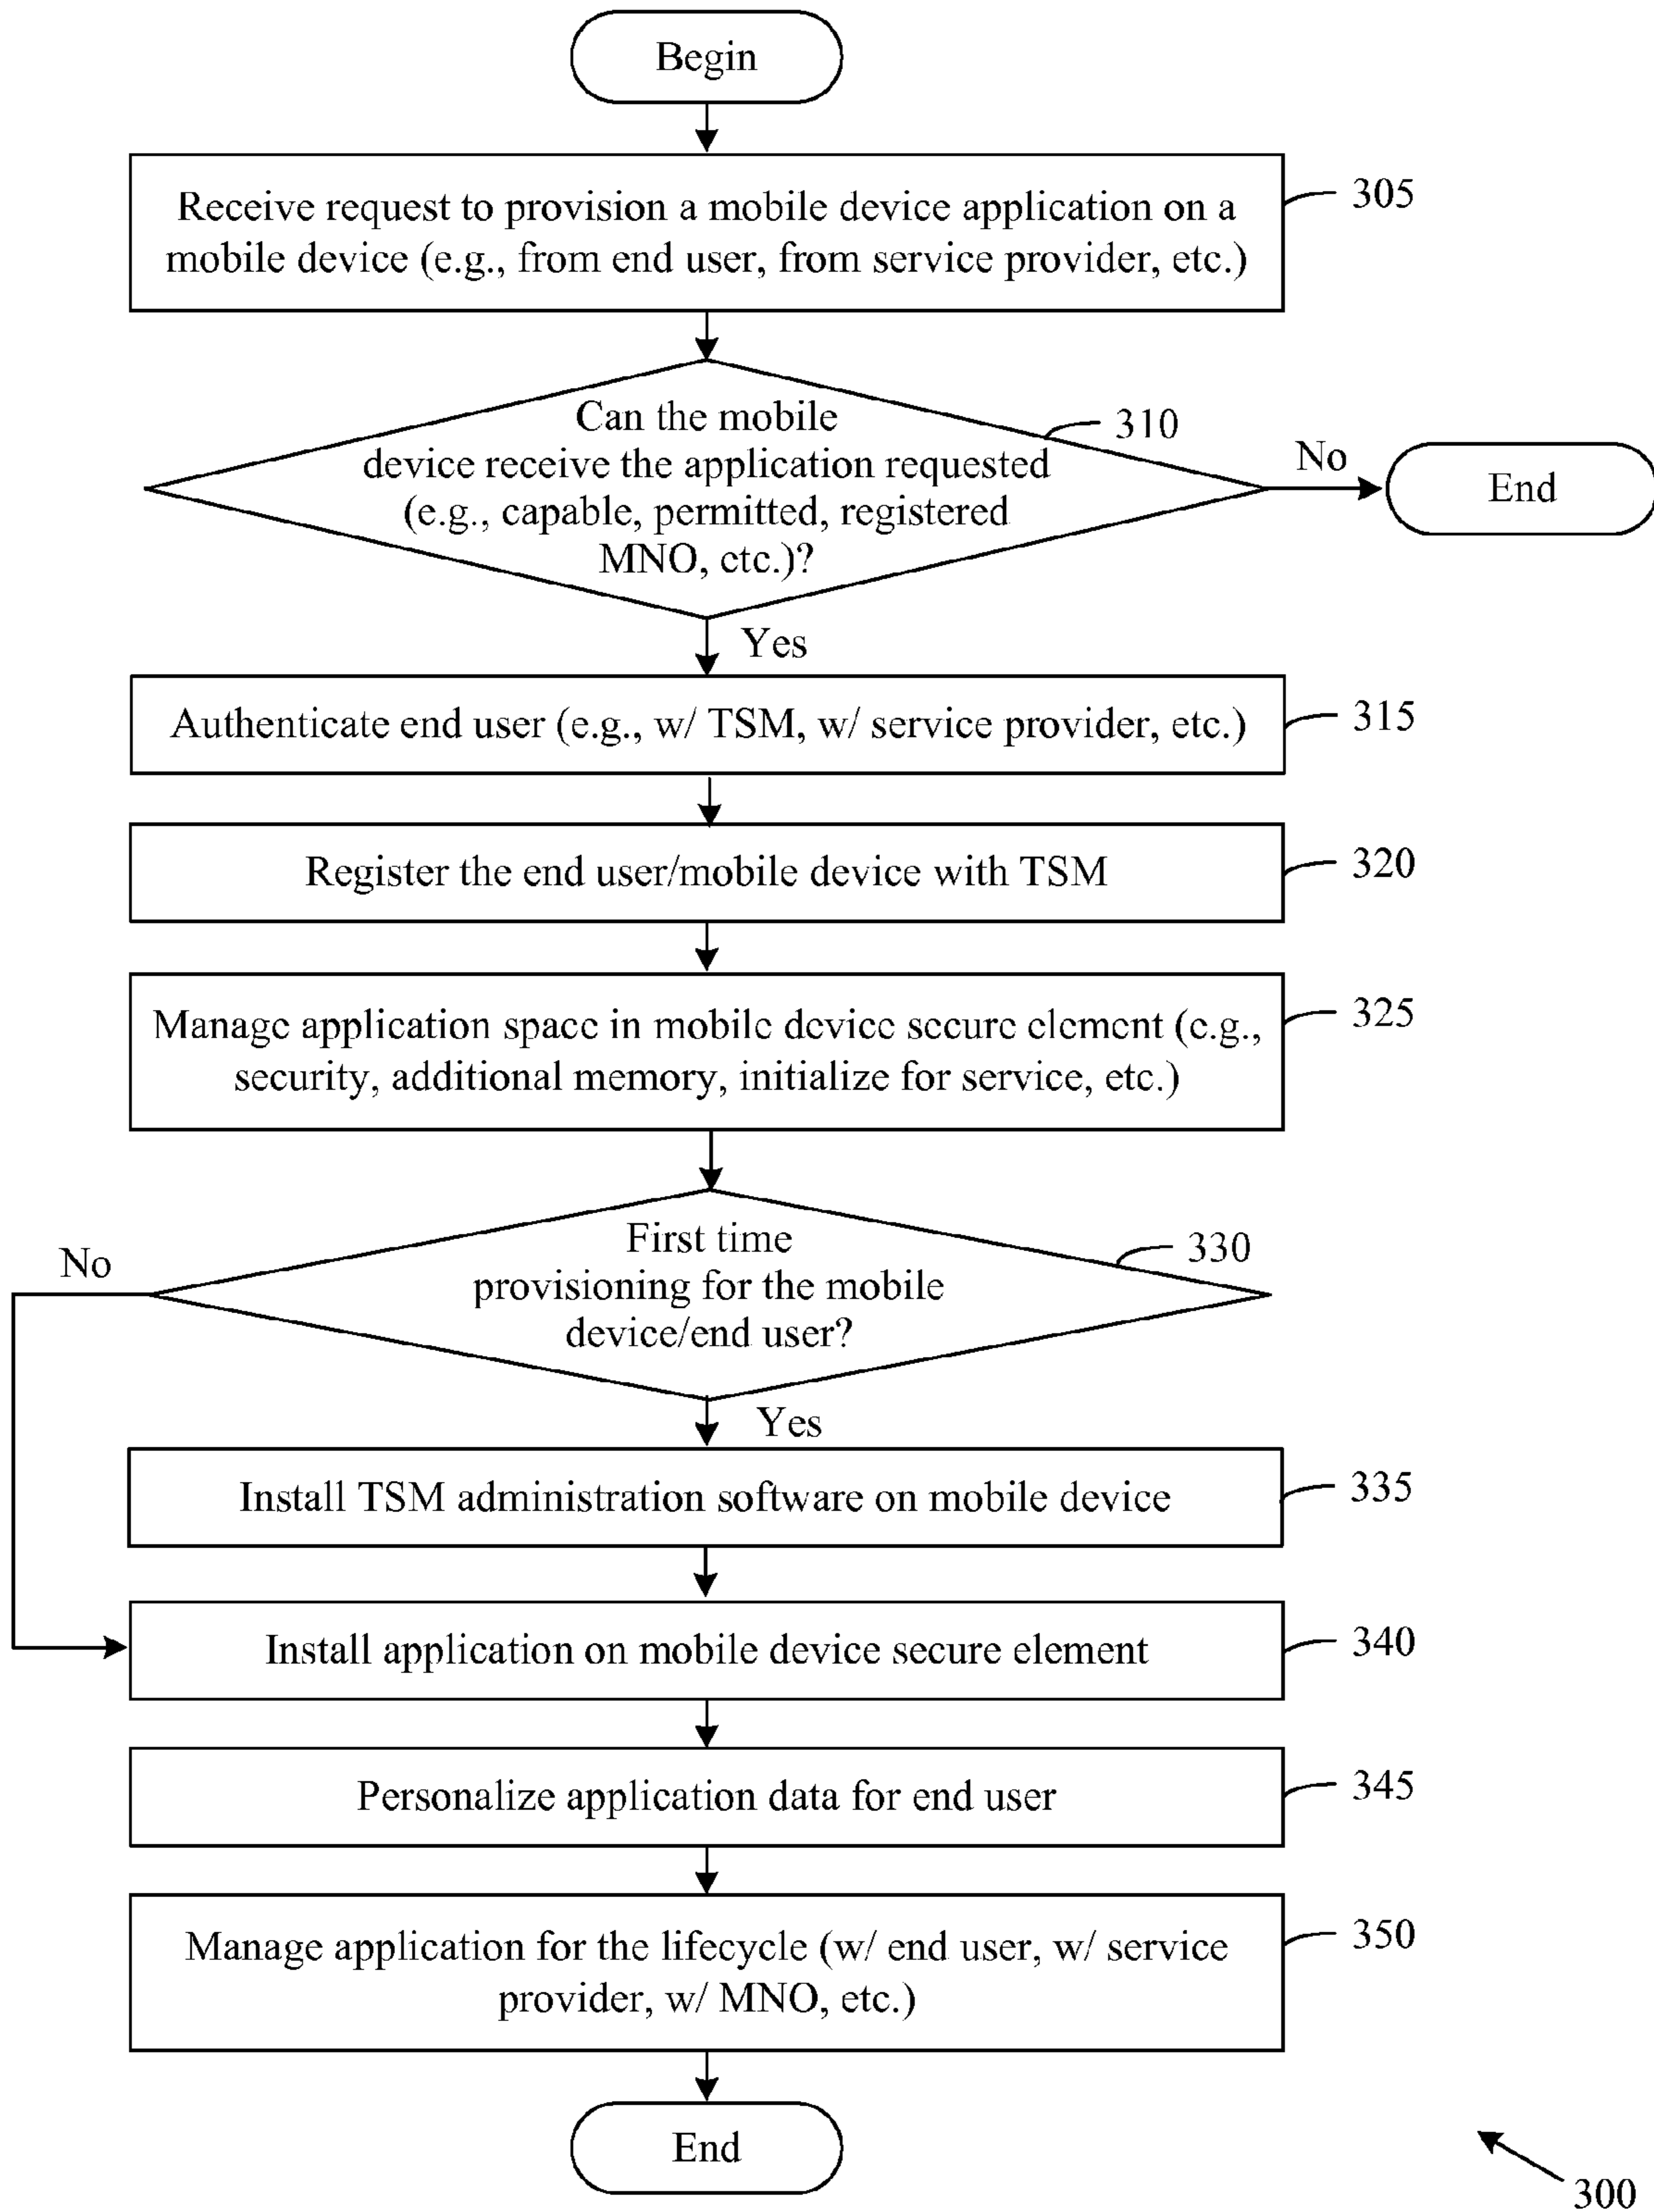 Begin
Receive request to provision a mobile device application on a
mobile device (e.g., from end user, from service provider, etc.)
305
Can the mobile
device receive the application requested
(e.g., capable, permitted, registered
MNO, etc.)?
310
No
End
Yes
Authenticate end user (e.g., w/ TSM, w/ service provider, etc.)
315
Register the end user/mobile device with TSM
320
Manage application space in mobile device secure element (e.g.,
security, additional memory, initialize for service, etc.)
325
First time
provisioning for the mobile
device/end user?
330
No
Yes
Install TSM administration software on mobile device
335
Install application on mobile device secure element
340
Personalize application data for end user
345
Manage application for the lifecycle (w/ end user, w/ service
provider, w/ MNO, etc.)
350
End
300